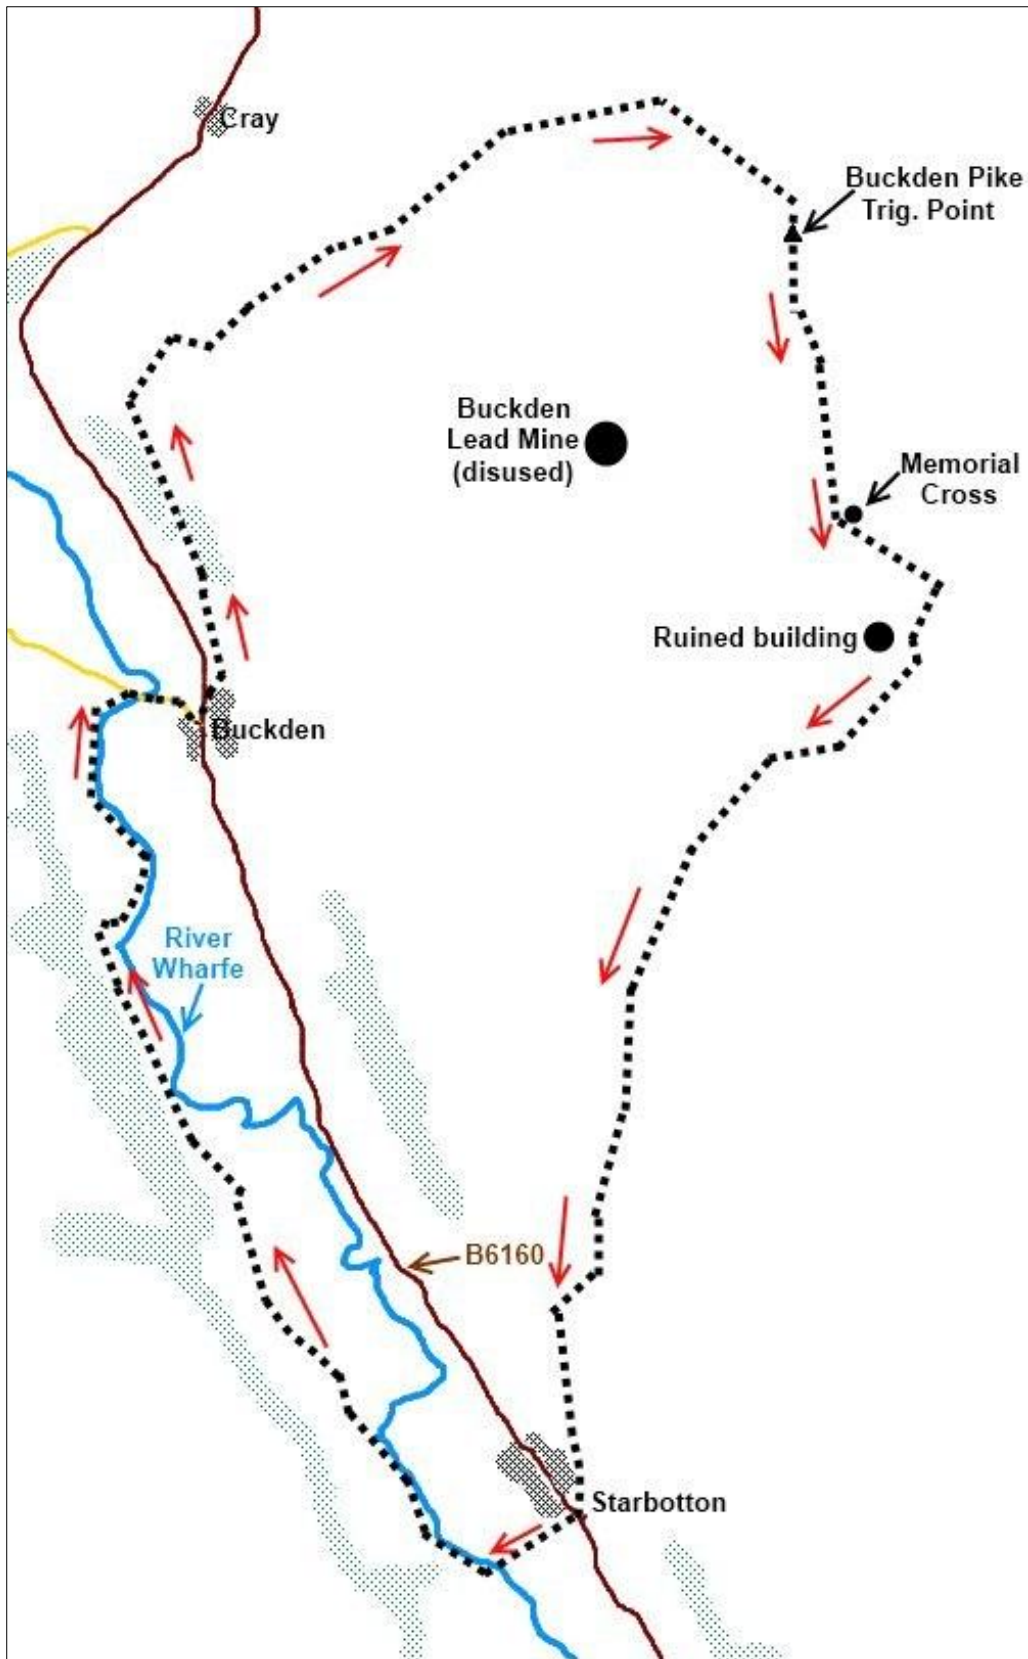 Cray
Buckden Pike
Trig. Point
Buckden
Lead Mine
(disused)
Memorial
Cross
Ruined building
Buckden
River
Wharfe
B6160
Starbotton